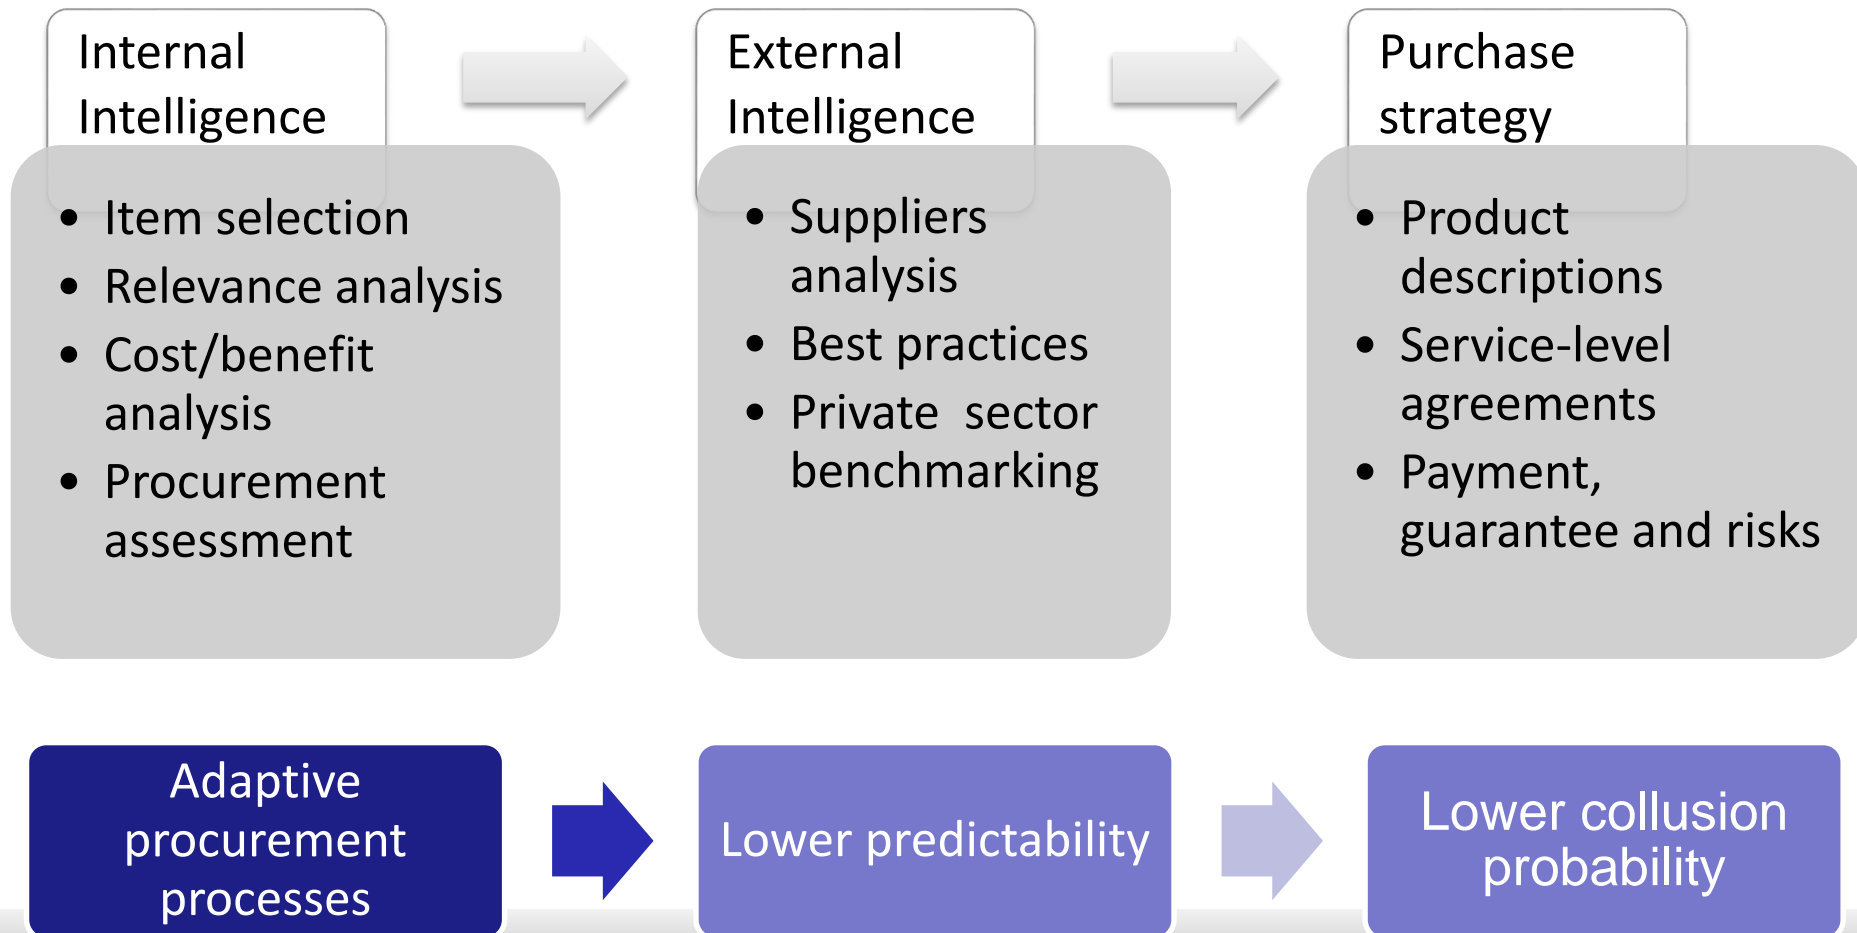 Internal
Intelligence
• Item selection
• Relevance analysis
• Cost/benefit
analysis
• Procurement
assessment
External
Intelligence
• Suppliers
analysis
• Best practices
• Private sector
benchmarking
Purchase
strategy
• Product
descriptions
• Service-level
agreements
• Payment,
guarantee and risks
Adaptive
procurement
processes
Lower predictability
Lower collusion
probability